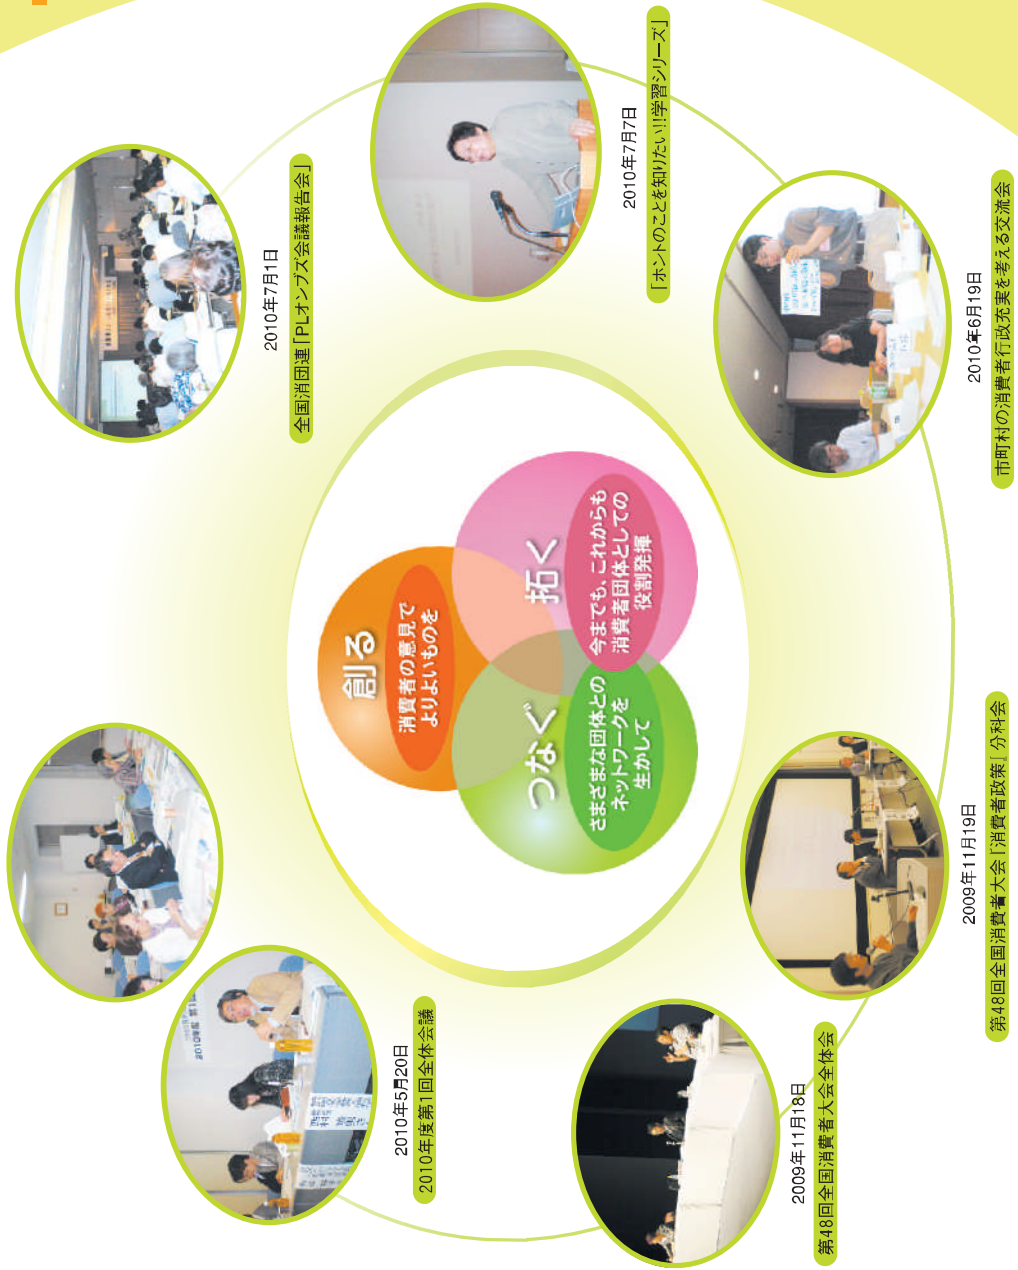 創る
消費者の意見で
よりよいものを
つなぐ
さまざまな団体との
ネットワークを
生かして
拓く
今までも、これからも
消費者団体としての
役割発揮
2010年5月20日
2010年度第1回全体会議
2010年7月1日
全国消団連「PLオンブズ会議報告会」
2010年7月7日
「ホントのことを知りたい!!学習シリーズ」
2009年11月18日
第48回全国消費者大会全体会
2009年11月19日
第48回全国消費者大会「消費者政策」分科会
2010年6月19日
市町村の消費者行政充実を考える交流会